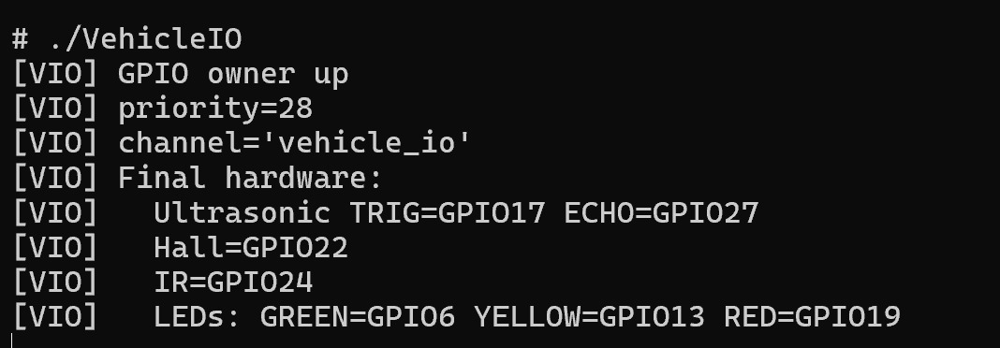 # ./VehicleIO
[VIO] GPIO owner up
[VIO] priority=28
[VIO] channel='vehicle_io'
[VIO] Final hardware:
[VIO]   Ultrasonic TRIG=GPIO17 ECHO=GPIO27
[VIO]   Hall=GPIO22
[VIO]   IR=GPIO24
[VIO]   LEDs: GREEN=GPIO6 YELLOW=GPIO13 RED=GPIO19